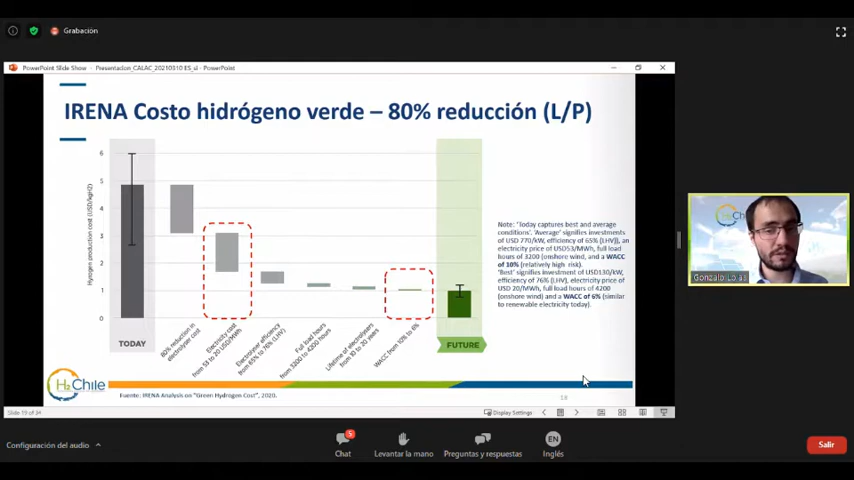 Grabación
PowerPoint Slide Show - Presentacion_CALAC_20210310 ES_sl - PowerPoint
IRENA Costo hidrógeno verde – 80% reducción (L/P)
Hyrogen production cost (USD/kgH2)
6
5
4
3
2
1
0
TODAY
80% reduction in
electrolyser cost
Electricity cost
from 53 to 20 USD/MWh
Electrolyser efficiency
from 65% to 76% (LHV)
Full load hours
from 3200 to 4200 hours
Lifetime of electrolysers
from 10 to 20 years
WACC from 10% to 6%
FUTURE
Note: 'Today captures best and average
conditions'. 'Average' signifies investments
of USD 770/kW, efficiency of 65% (LHV)), an
electricity price of USD53/MWh, full load
hours of 3200 (onshore wind), and a WACC
of 10% (relatively high risk).
'Best' signifies investment of USD130/kW,
efficiency of 76% (LHV), electricity price
of USD 20/MWh, full load hours of 4200
(onshore wind) and a WACC of 6% (similar
to renewable electricity today).
H2Chile
Fuente: IRENA Analysis on "Green Hydrogen Cost", 2020.
18
Slide 19 of 34
Display Settings
Chile
Gonzalo
Configuración del audio
5
Chat
Levantar la mano
Preguntas y respuestas
EN
Inglés
Salir